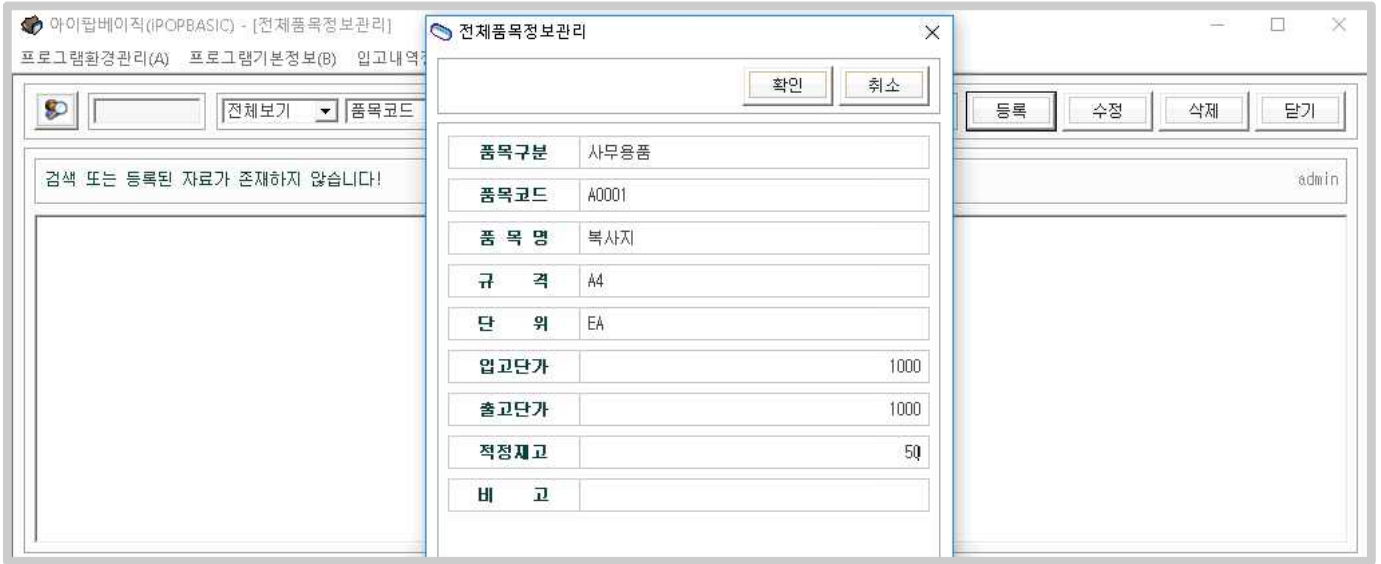 아이팝베이직(iPOPBASIC) - [전체품목정보관리]
프로그램환경관리(A) 프로그램기본정보(B) 입고내역
전체보기 품목코드
등록 수정 삭제 닫기
검색 또는 등록된 자료가 존재하지 않습니다!
admin
전체품목정보관리
확인 취소
품목구분 사무용품
품목코드 A0001
품 목 명 복사지
규 격 A4
단 위 EA
입고단가 1000
출고단가 1000
적정재고 50
비 고